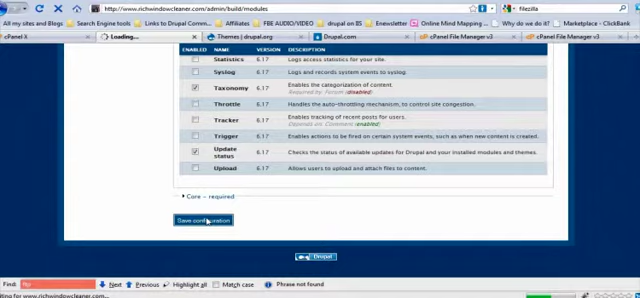 http://www.richwindowcleaner.com/admin/build/modules
filezilla
All my sites and Blogs
Search Engine tools
Links to Drupal Comm...
Affiliates
FBE AUDIO/VIDEO
drupal on IIS
Enewsletter
Online Mind Mapping ...
Why do we do it?
Marketplace - ClickBank
cPanel X
Loading...
Themes | drupal.org
Drupal.com
cPanel File Manager v3
cPanel File Manager v3
ENABLED NAME VERSION DESCRIPTION
Statistics 6.17 Logs access statistics for your site.
Syslog 6.17 Logs and records system events to syslog.
Taxonomy 6.17 Enables the categorization of content.
Required by: Forum (disabled)
Throttle 6.17 Handles the auto-throttling mechanism, to control site congestion.
Tracker 6.17 Enables tracking of recent posts for users.
Depends on: Comment (enabled)
Trigger 6.17 Enables actions to be fired on certain system events, such as when new content is created.
Update status 6.17 Checks the status of available updates for Drupal and your installed modules and themes.
Upload 6.17 Allows users to upload and attach files to content.
Core - required
Save configuration
Drupal
Find:
Next
Previous
Highlight all
Match case
Phrase not found
iting for www.richwindowcleaner.com...